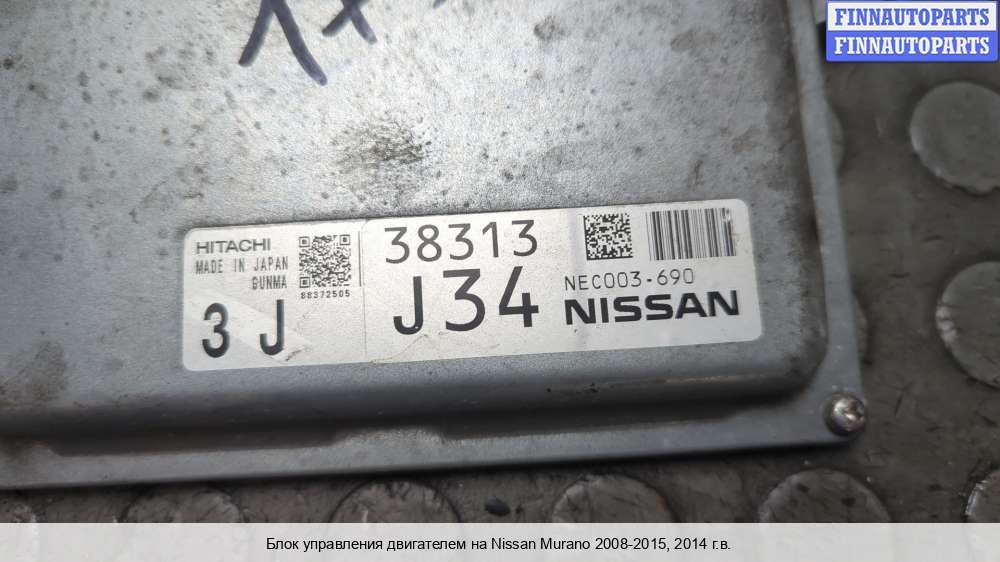 FINNAUTOPARTS
FINNAUTOPARTS
HITACHI
MADE IN JAPAN
GUNMA
88372505
3 J
38313
J34
NEC003-690
NISSAN
Блок управления двигателем на Nissan Murano 2008-2015, 2014 г.в.